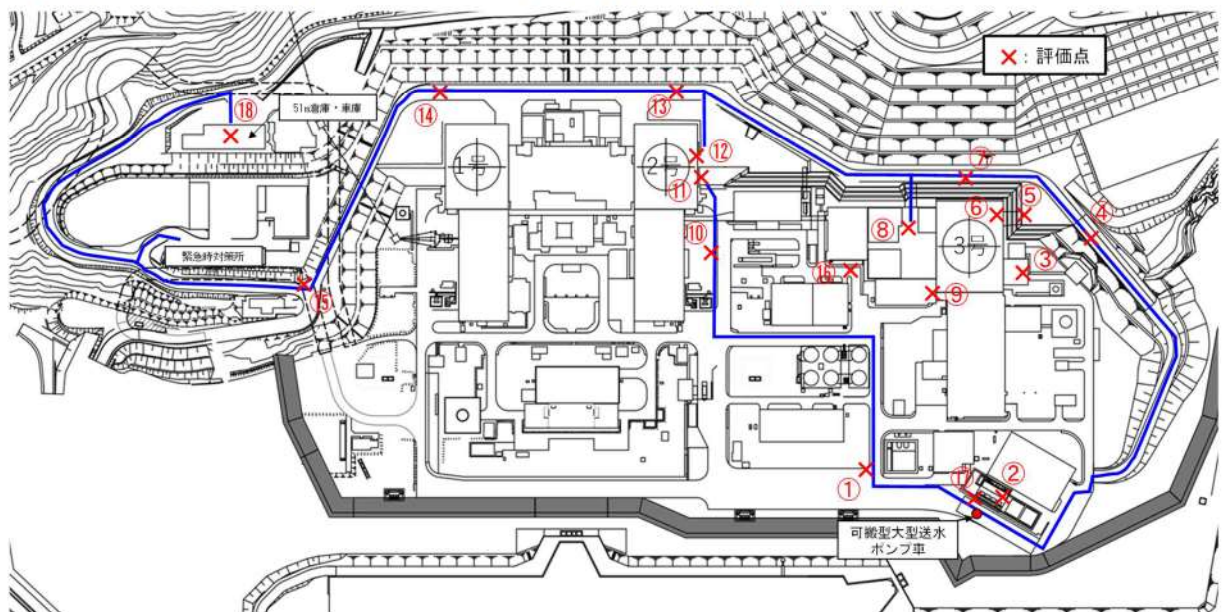 ×：評価点
⑱
51m倉庫・車庫
⑭
⑬
1号
2号
⑫
⑪
⑦
⑥
⑤
④
⑧
⑩
3号
③
緊急時対策所
⑯
⑮
⑨
①
⑰
②
可搬型大型送水
ポンプ車